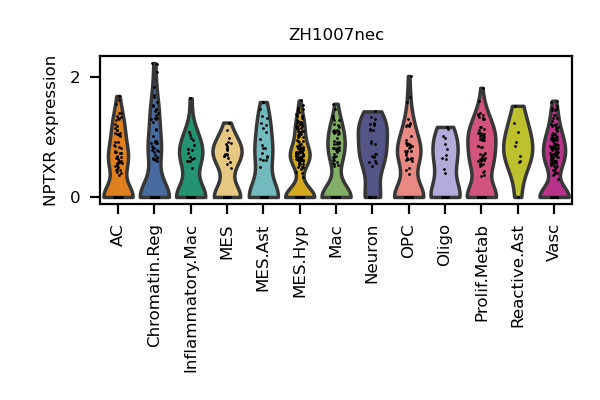 ZH1007nec
NPTXR expression
2
0
AC
Chromatin.Reg
Inflammatory.Mac
MES
MES.Ast
MES.Hyp
Mac
Neuron
OPC
Oligo
Prolif.Metab
Reactive.Ast
Vasc